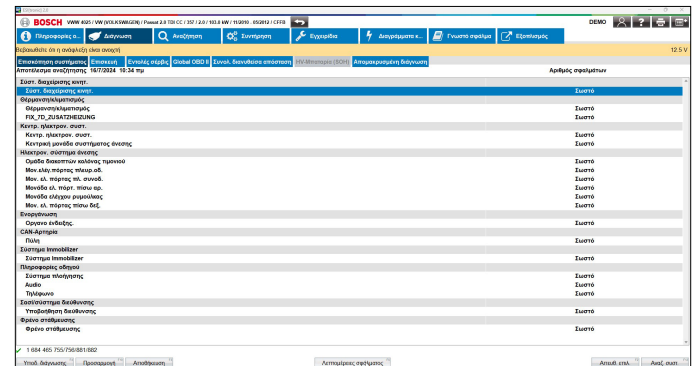 ESI[tronic] 2.0
BOSCH VWW 4025 / VW (VOLKSWAGEN) / Passat 2.0 TDI CC / 357 / 2.0 / 103.0 kW / 11/2010 - 05/2012 / CFFB DEMO
Πληροφορίες ο... Διάγνωση Αναζήτηση Συντήρηση Εγχειρίδια Διαγράμματα κ... Γνωστό σφάλμα Εξοπλισμός
Βεβαιωθείτε ότι η ανάφλεξη είναι ανοιχτή 12.5 V
Επισκόπηση συστήματος Επισκευή Εντολές σέρβις Global OBD II Συνολ. διανυθείσα απόσταση HV-Μπαταρία (SOH) Απομακρυσμένη διάγνωση
Αποτέλεσμα αναζήτησης 16/7/2024 10:34 πμ Αριθμός σφαλμάτων
Σύστ. διαχείρισης κινητ.
Σύστ. διαχείρισης κινητ. Σωστό
Θέρμανση/κλιματισμός
Θέρμανση/κλιματισμός Σωστό
FIX_7D_ZUSATZHEIZUNG Σωστό
Κεντρ. ηλεκτρον. συστ.
Κεντρ. ηλεκτρον. συστ. Σωστό
Κεντρική μονάδα συστήματος άνεσης Σωστό
Ηλεκτρον. σύστημα άνεσης
Ομάδα διακοπτών κολόνας τιμονιού Σωστό
Μον.ελέγ.πόρτας πλευρ.οδ. Σωστό
Μον. ελ. πόρτας πλ. συνοδ. Σωστό
Μονάδα ελ. πόρτ. πίσω αρ. Σωστό
Μονάδα ελέγχου ρυμούλκας Σωστό
Μον. ελ. πόρτας πίσω δεξ. Σωστό
Ενοργάνωση
Οργανο ένδειξης. Σωστό
CAN-Αρτηρία
Πύλη Σωστό
Σύστημα Immobilizer
Σύστημα Immobilizer Σωστό
Πληροφορίες οδηγού
Σύστημα πλοήγησης Σωστό
Audio Σωστό
Τηλέφωνο Σωστό
Σασί/σύστημα διεύθυνσης
Υποβοήθηση διεύθυνσης Σωστό
Φρένο στάθμευσης
Φρένο στάθμευσης Σωστό
1 684 465 755/756/881/882
Υποδ. διάγνωσης Προσαρμογή Αποθήκευση Λεπτομέρειες σφάλματος Απευθ. επιλ. Αναζ. συστ.